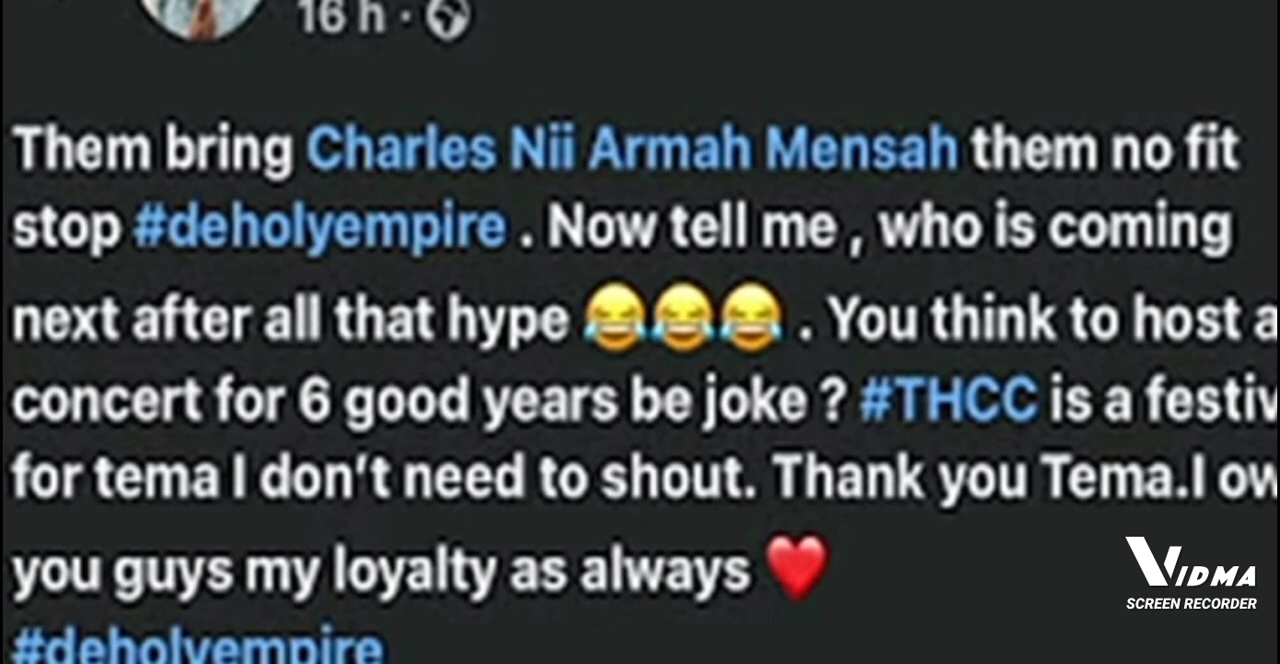 16 h ·
Them bring Charles Nii Armah Mensah them no fit
stop #deholyempire . Now tell me , who is coming
next after all that hype 😂😂😂 . You think to host a
concert for 6 good years be joke ? #THCC is a festiv
for tema I don't need to shout. Thank you Tema.I ow
you guys my loyalty as always ❤️
#deholyempire
VIDMA
SCREEN RECORDER